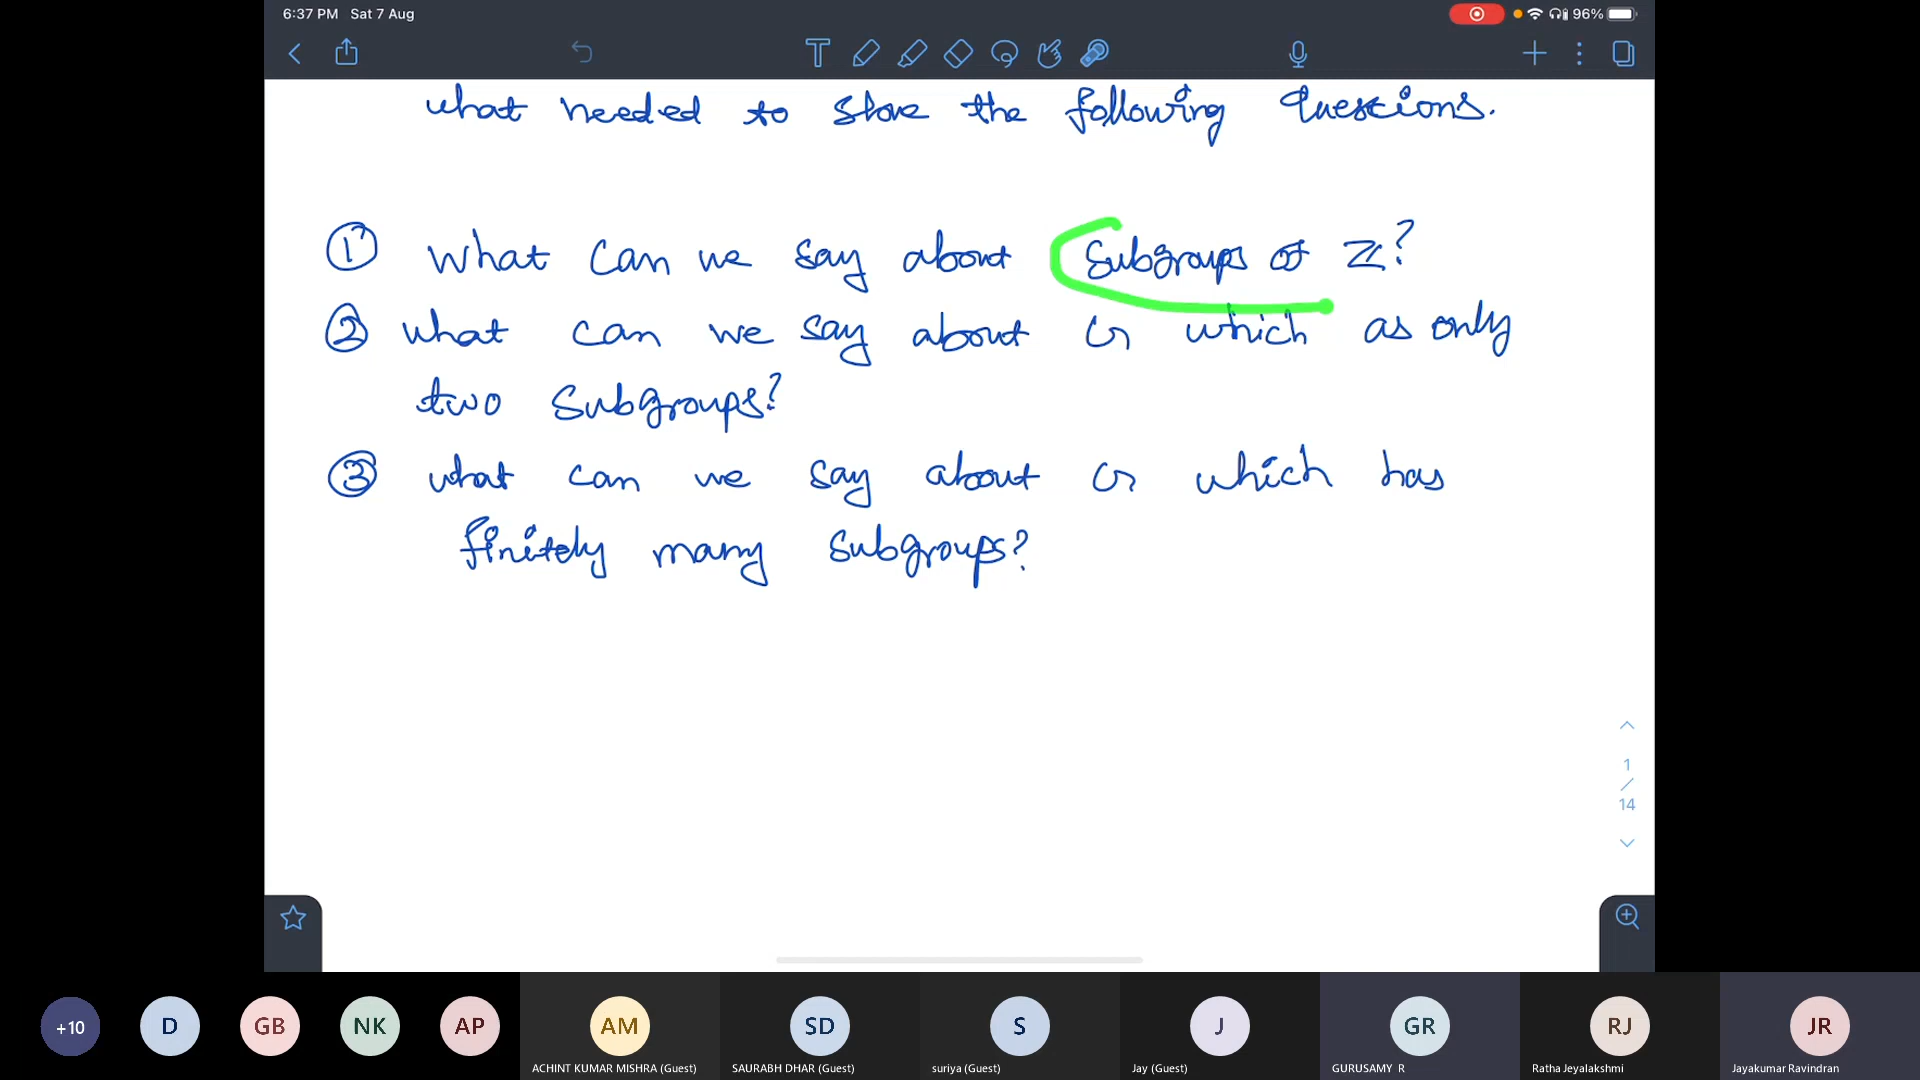 6:37 PM Sat 7 Aug
96%
what needed to slove the following Questions.
① What can we say about Subgroups of ℤ?
② what can we say about G which as only
two Subgroups?
③ what can we say about G which has
finitely many subgroups?
1
/
14
+10
D
GB
NK
AP
AM
SD
S
J
GR
RJ
JR
ACHINT KUMAR MISHRA (Guest)
SAURABH DHAR (Guest)
suriya (Guest)
Jay (Guest)
GURUSAMY R
Ratha Jeyalakshmi
Jayakumar Ravindran